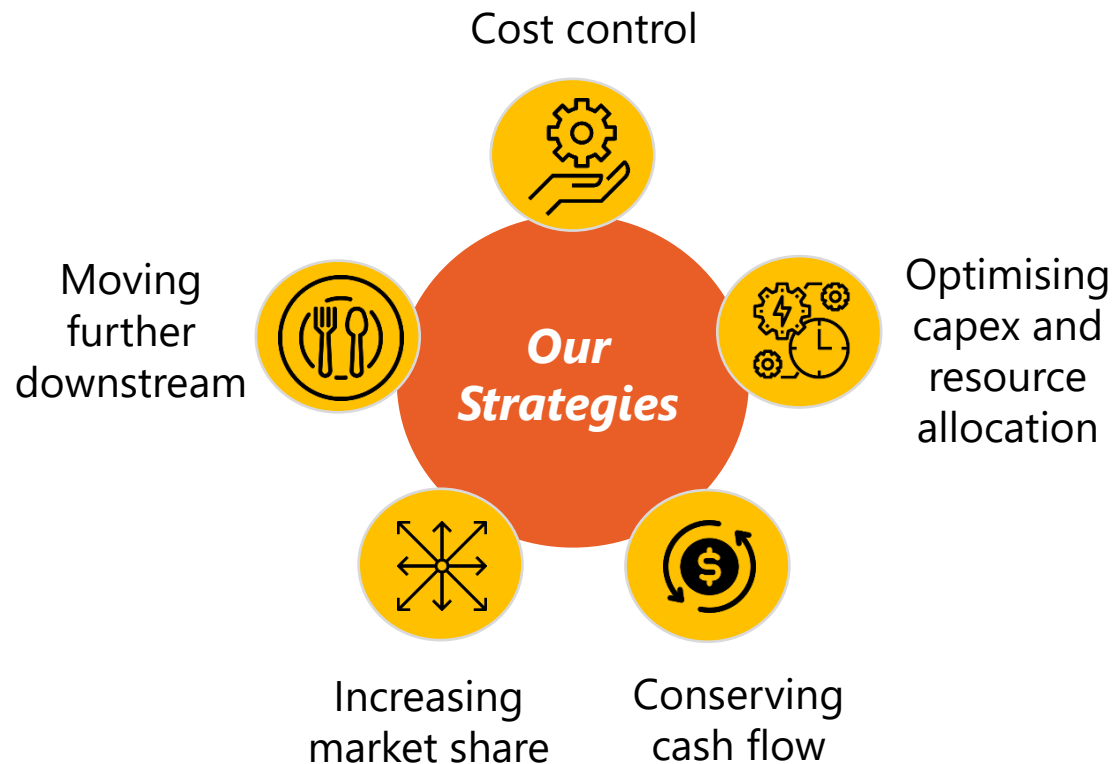 Cost control
Moving
further
downstream
Our
Strategies
Optimising
capex and
resource
allocation
Increasing
market share
Conserving
cash flow